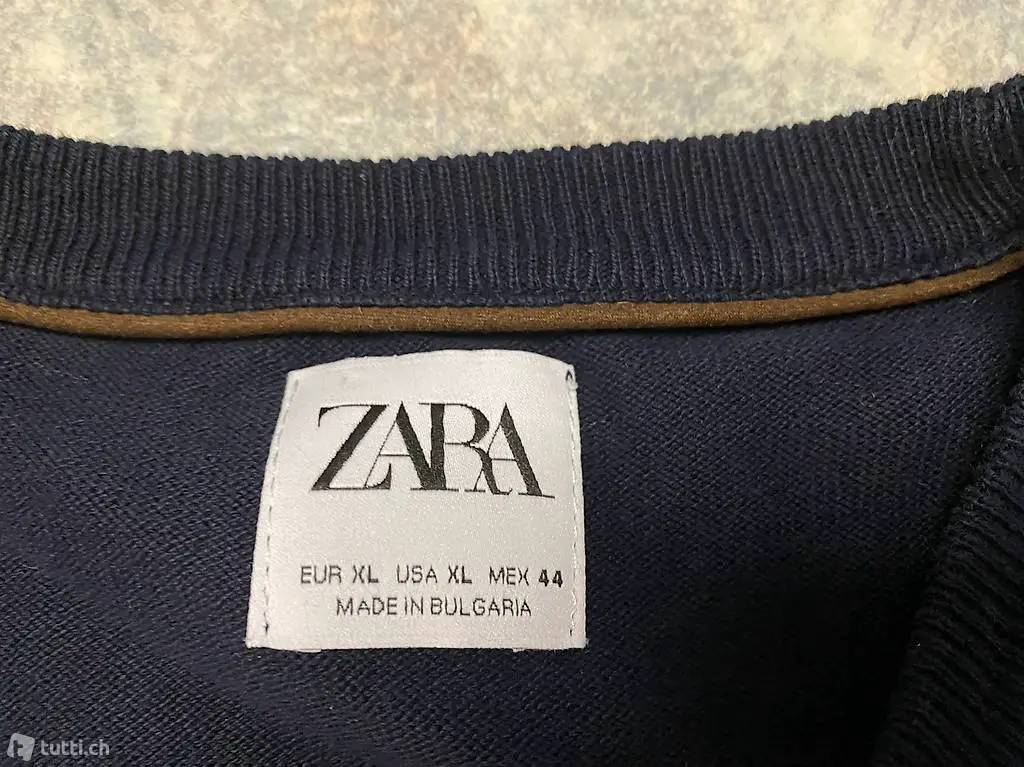 ZARA
EUR XL USA XL MEX 44
MADE IN BULGARIA
tutti.ch